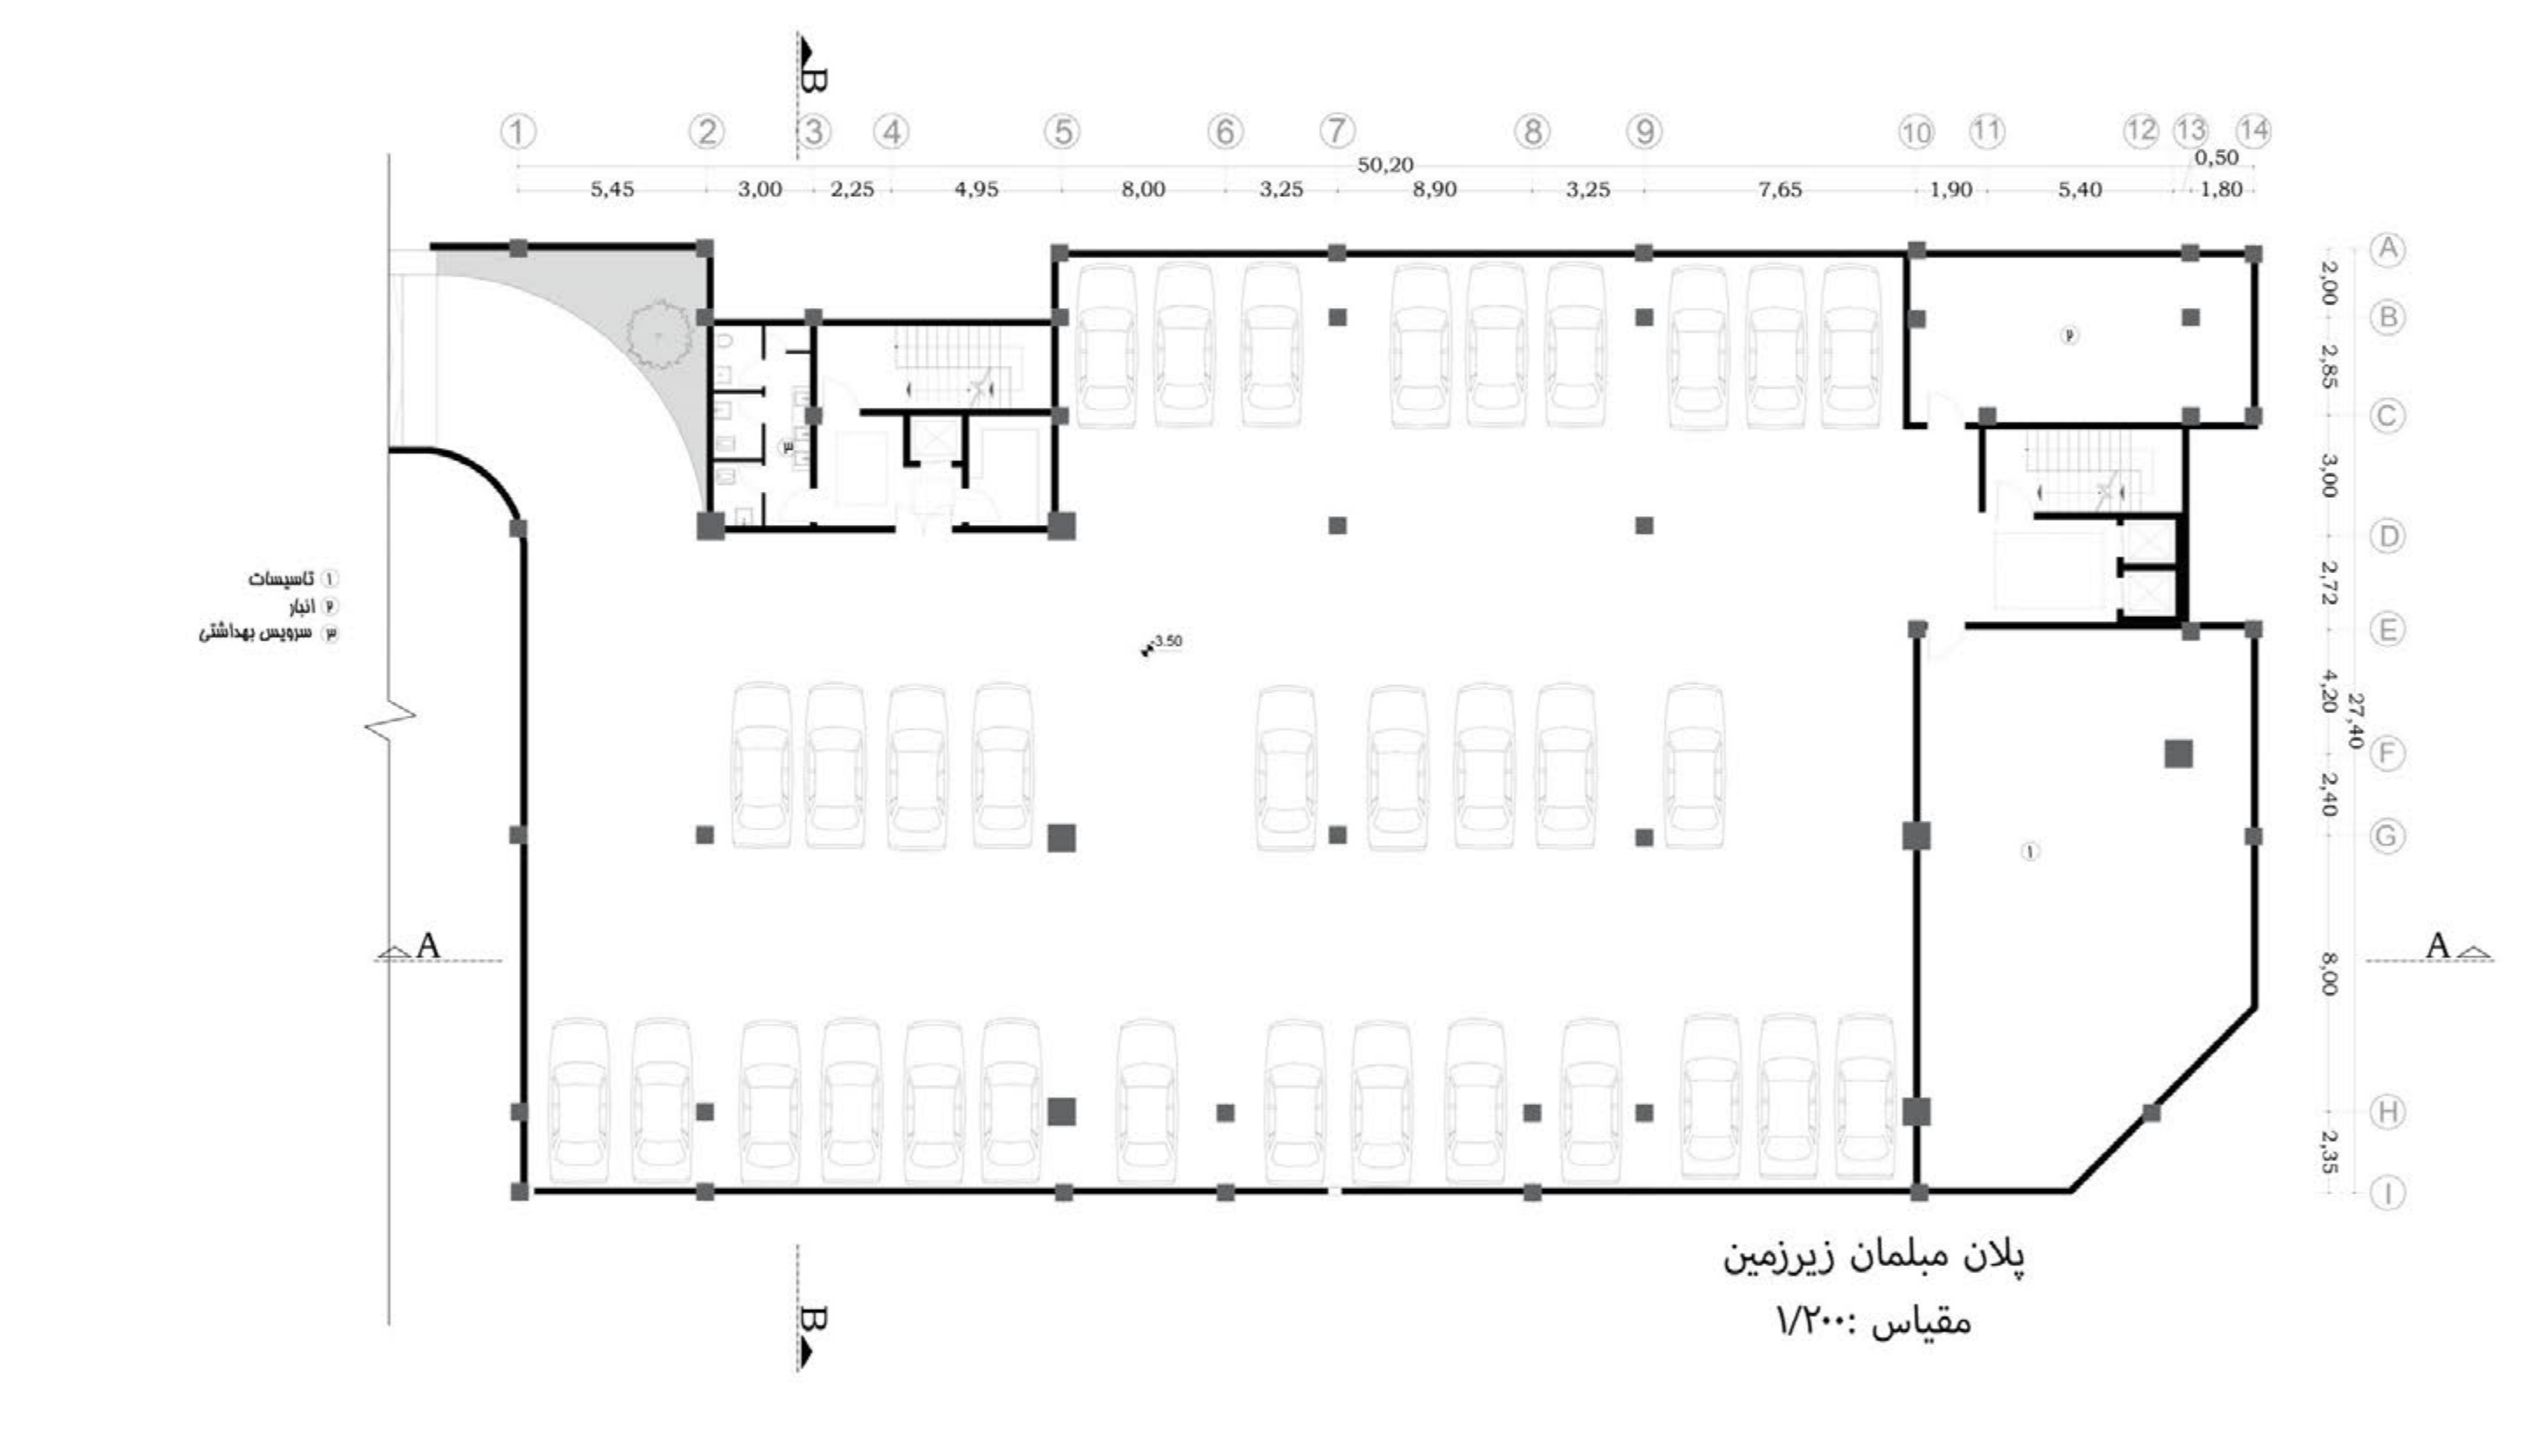 B
1 2 3 4 5 6 7 8 9 10 11 12 13 14
50,20
0,50
5,45 3,00 2,25 4,95 8,00 3,25 8,90 3,25 7,65 1,90 5,40 1,80
A
2,00
B
2,85
C
3,00
D
2,72
E
4,20
27,40
F
2,40
G
8,00
H
2,35
I
۲
۳
۱ تاسیسات
۲ انبار
۳ سرویس بهداشتی
-3.50
۱
A
A
B
پلان مبلمان زیرزمین
مقیاس :۱/۲۰۰